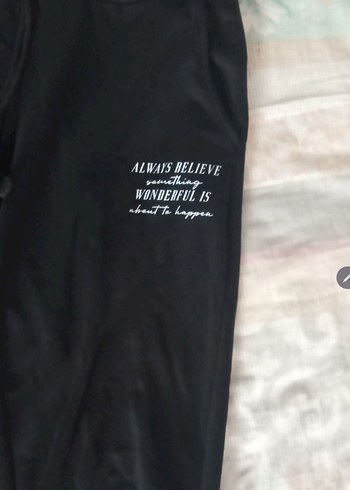 ALWAYS BELIEVE
something
WONDERFUL IS
about to happen